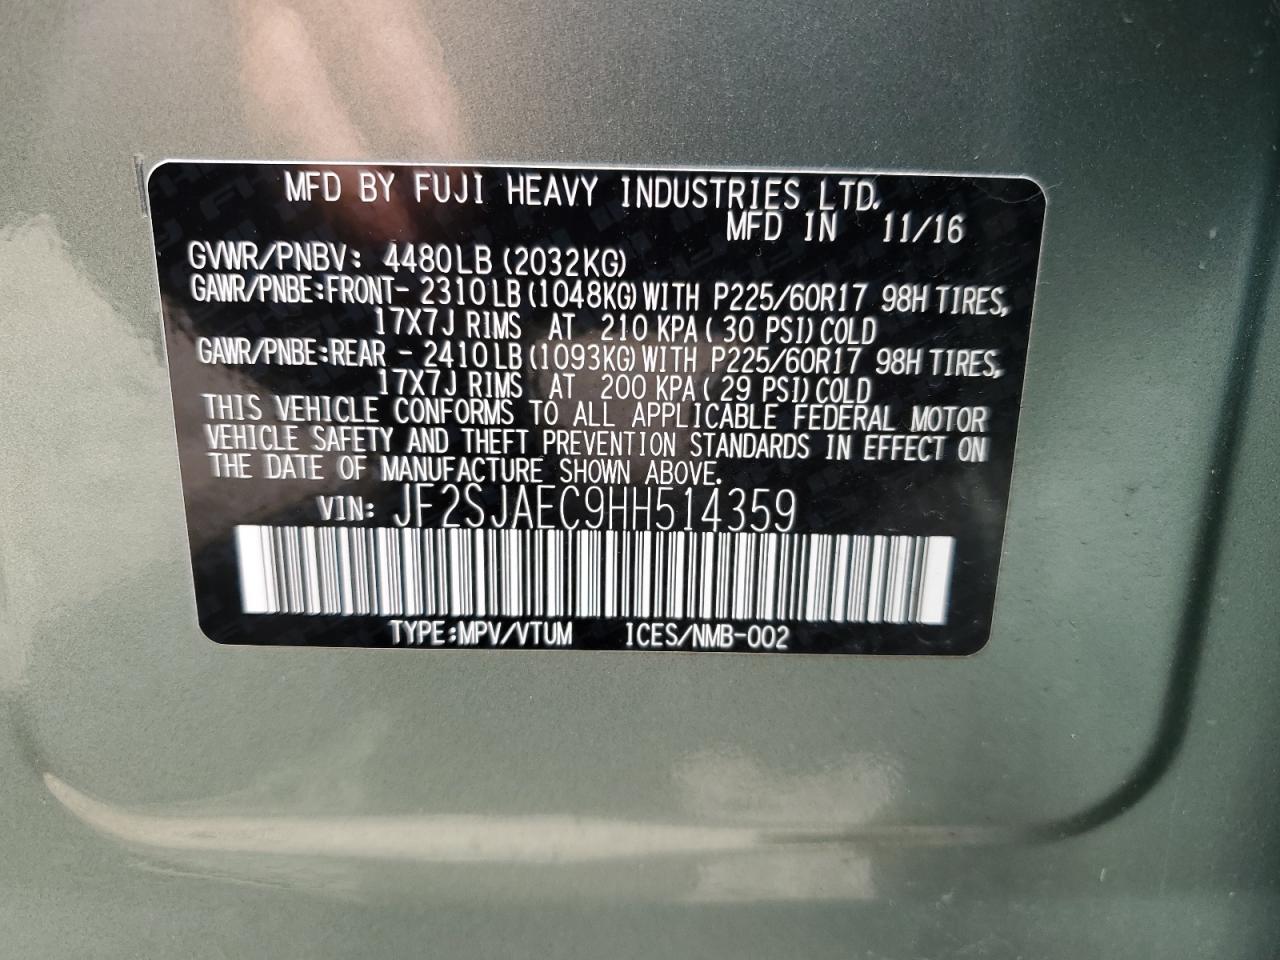 MFD BY FUJI HEAVY INDUSTRIES LTD.
MFD IN 11/16
GVWR/PNBV: 4480LB (2032KG)
GAWR/PNBE:FRONT- 2310LB (1048KG) WITH P225/60R17 98H TIRES,
17X7J RIMS AT 210 KPA ( 30 PSI) COLD
GAWR/PNBE:REAR - 2410LB (1093KG) WITH P225/60R17 98H TIRES,
17X7J RIMS AT 200 KPA ( 29 PSI) COLD
THIS VEHICLE CONFORMS TO ALL APPLICABLE FEDERAL MOTOR
VEHICLE SAFETY AND THEFT PREVENTION STANDARDS IN EFFECT ON
THE DATE OF MANUFACTURE SHOWN ABOVE.
VIN: JF2SJAEC9HH514359
TYPE:MPV/VTUM ICES/NMB-002